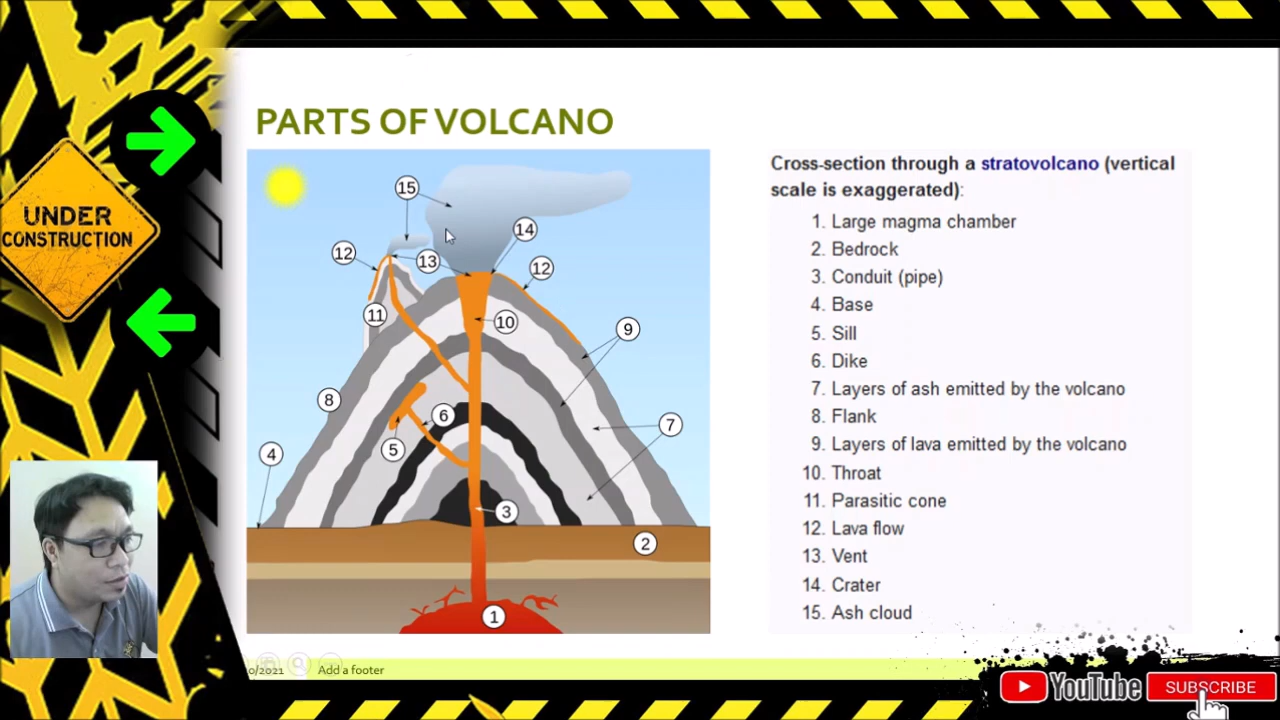 PARTS OF VOLCANO
UNDER
CONSTRUCTION
15
14
12
13
12
11
10
9
8
6
7
5
4
3
2
1
Cross-section through a stratovolcano (vertical
scale is exaggerated):
1. Large magma chamber
2. Bedrock
3. Conduit (pipe)
4. Base
5. Sill
6. Dike
7. Layers of ash emitted by the volcano
8. Flank
9. Layers of lava emitted by the volcano
10. Throat
11. Parasitic cone
12. Lava flow
13. Vent
14. Crater
15. Ash cloud
0/2021 Add a footer
YouTube SUBSCRIBE